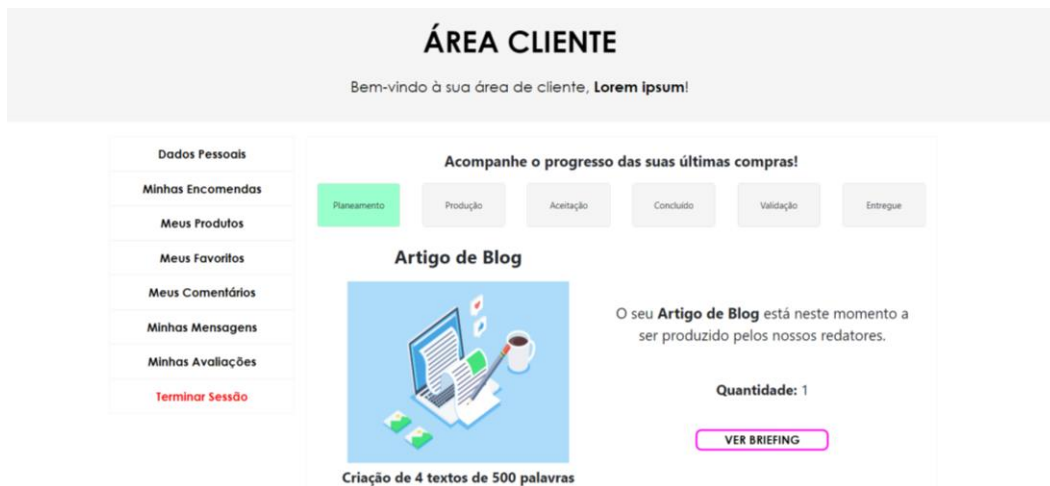 ÁREA CLIENTE
Bem-vindo à sua área de cliente, Lorem ipsum!
Dados Pessoais
Minhas Encomendas
Meus Produtos
Meus Favoritos
Meus Comentários
Minhas Mensagens
Minhas Avaliações
Terminar Sessão
Acompanhe o progresso das suas últimas compras!
Planeamento
Produção
Aceitação
Concluído
Validação
Entregue
Artigo de Blog
Criação de 4 textos de 500 palavras
O seu Artigo de Blog está neste momento a
ser produzido pelos nossos redatores.
Quantidade: 1
VER BRIEFING